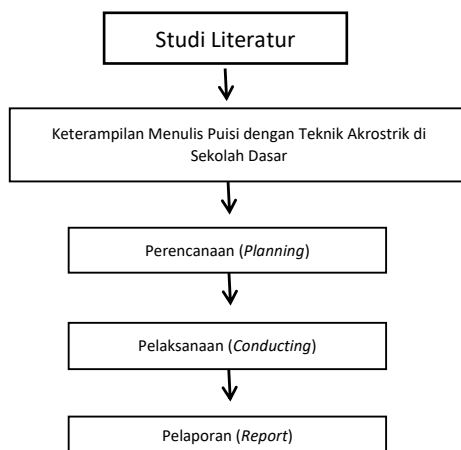 Studi Literatur
Keterampilan Menulis Puisi dengan Teknik Akrostrik di
Sekolah Dasar
Perencanaan (Planning)
Pelaksanaan (Conducting)
Pelaporan (Report)